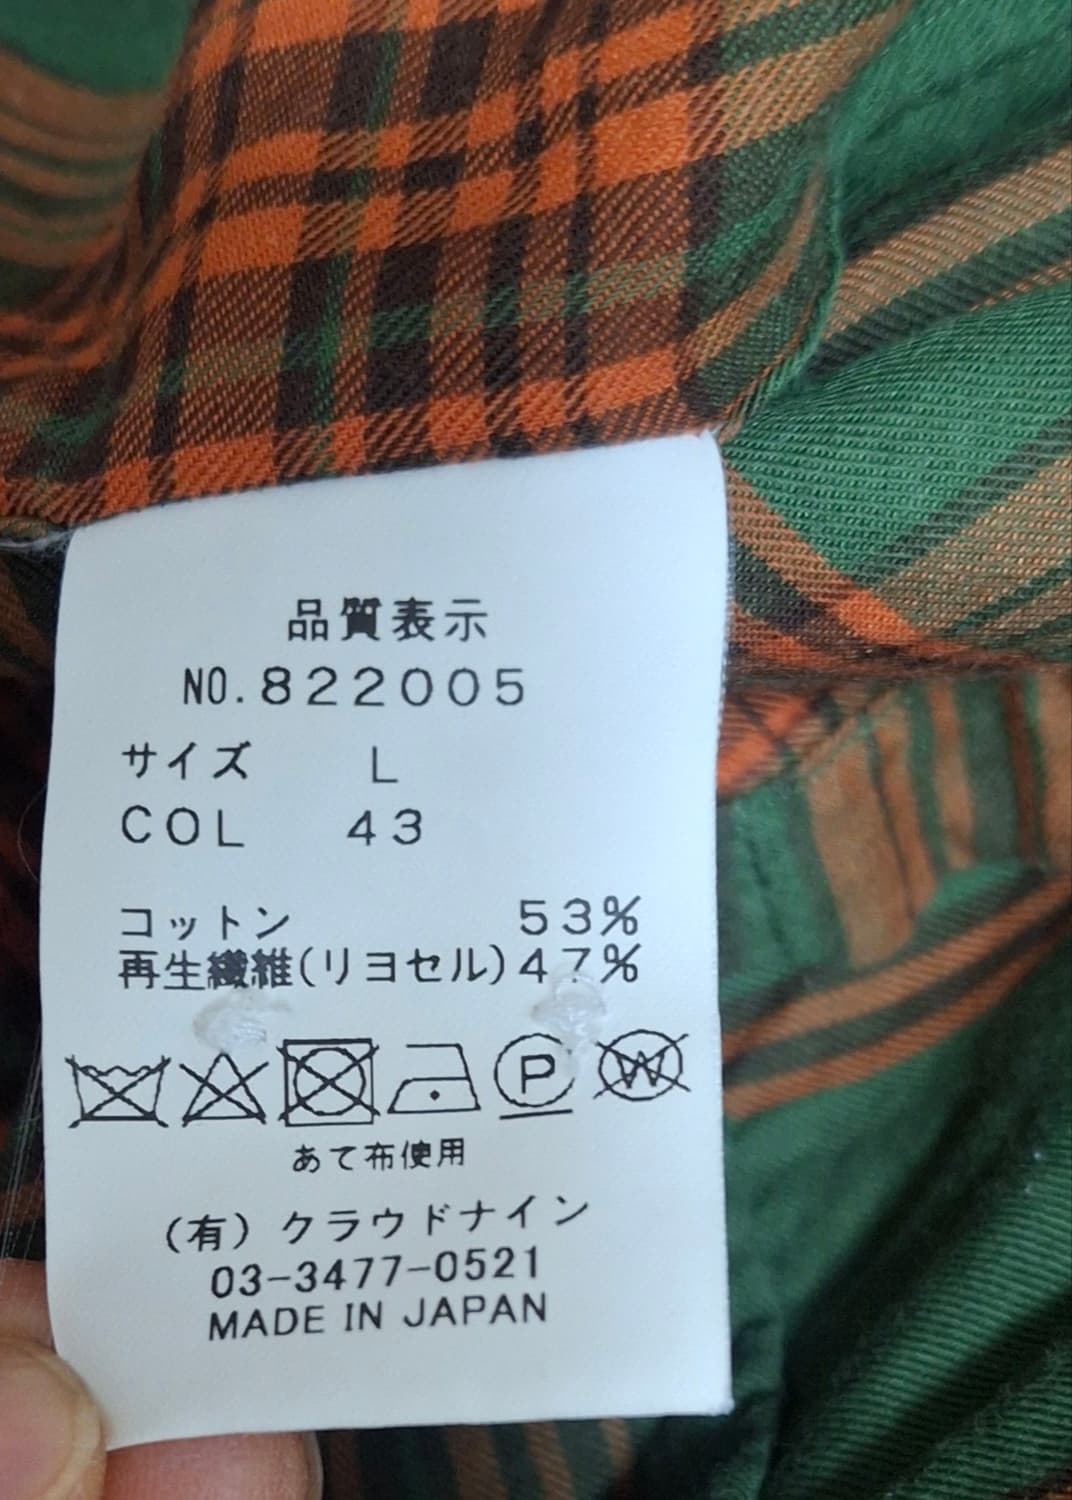 品質表示
NO.822005
サイズ L
COL 43
コットン 53%
再生繊維(リヨセル)47%
P W
あて布使用
(有)クラウドナイン
03-3477-0521
MADE IN JAPAN